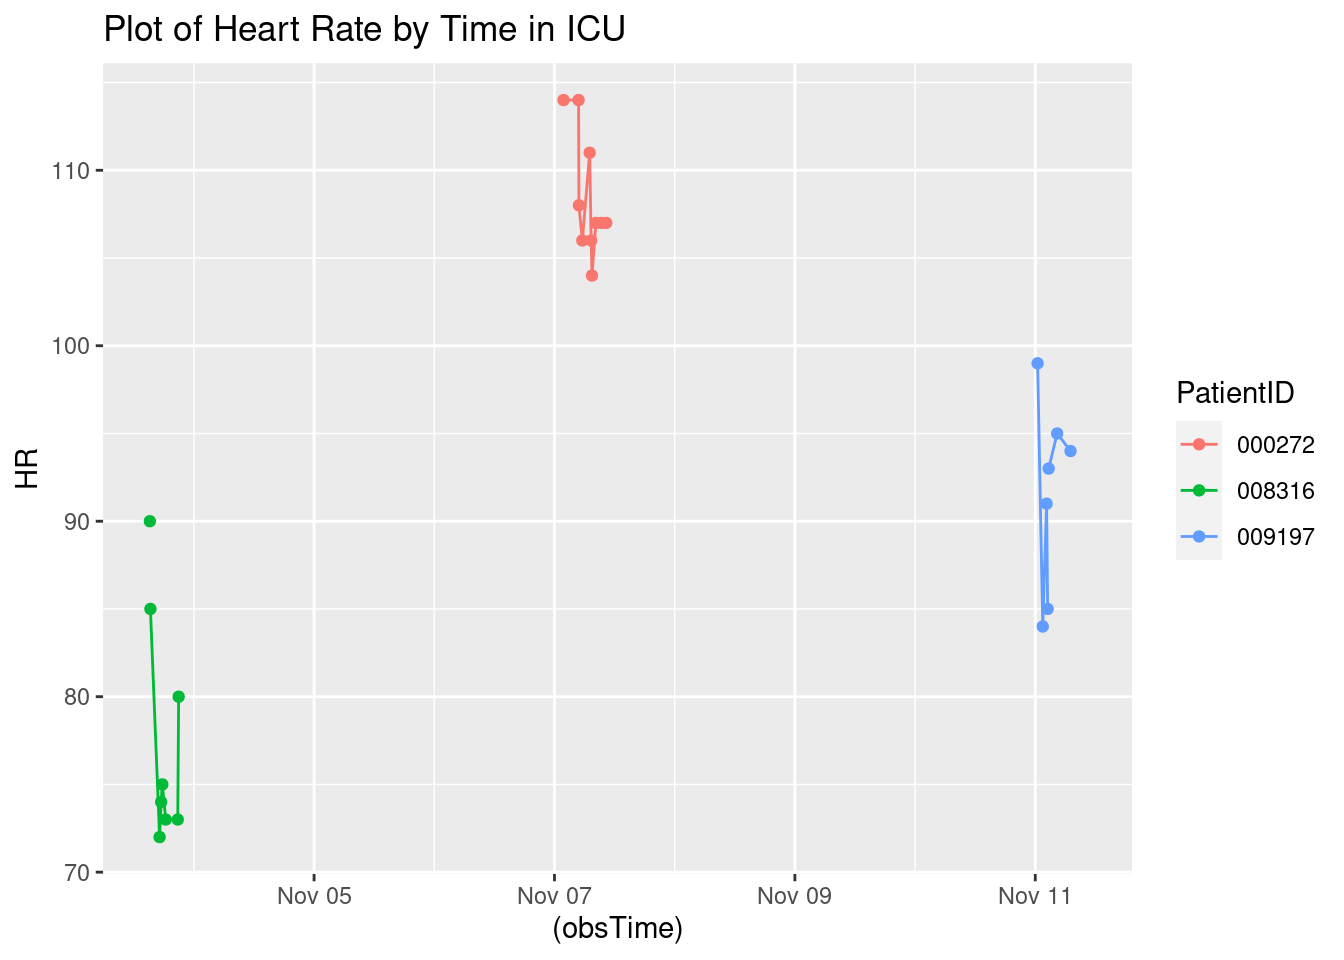 Plot of Heart Rate by Time in ICU
110
100
90
80
70
HR
Nov 05 Nov 07 Nov 09 Nov 11
(obsTime)
PatientID
000272
008316
009197